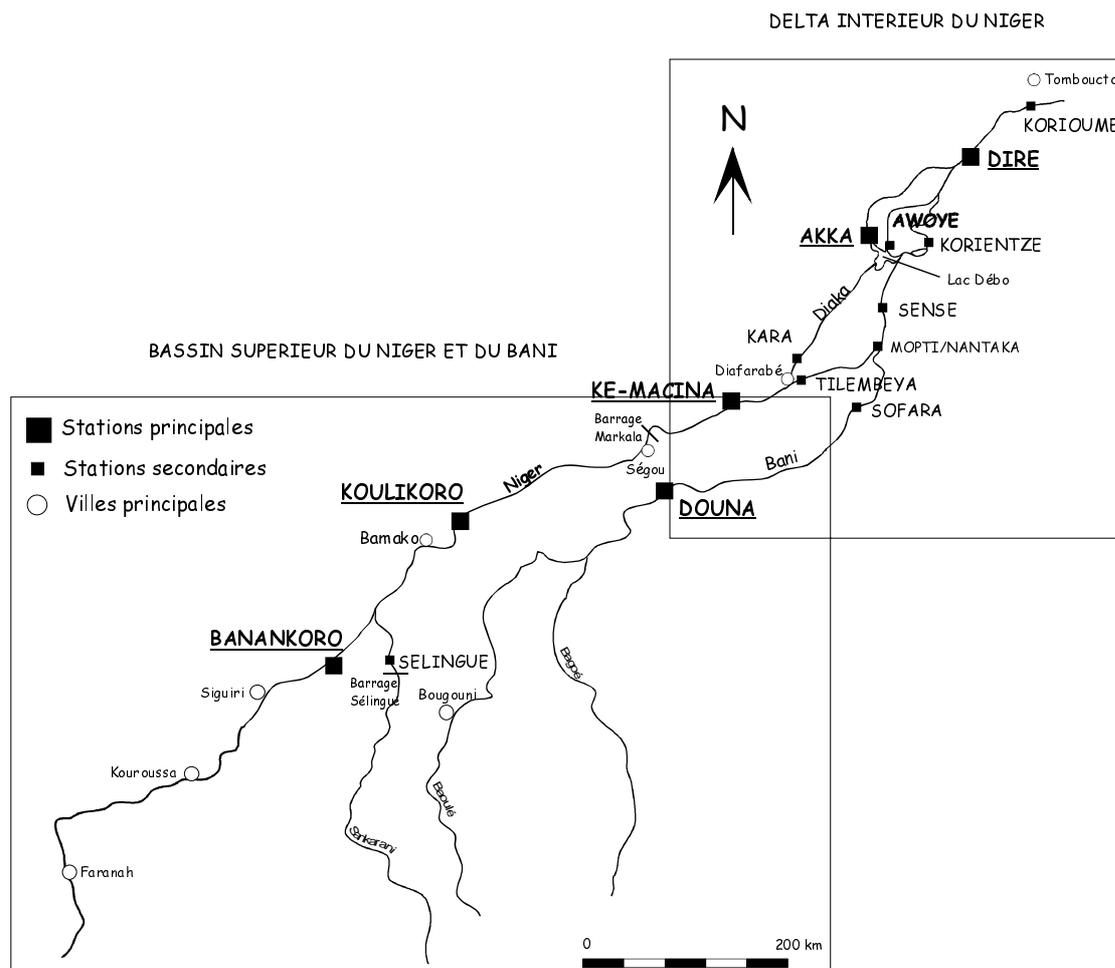 DELTA INTERIEUR DU NIGER
Tombouct
KORIOUME
N
DIRE
AWOYE
AKKA
KORIENTZE
Lac Débo
Diaka
SENSE
KARA
MOPTI/NANTAKA
BASSIN SUPERIEUR DU NIGER ET DU BANI
Diafarabé
TILEMBEYA
KE-MACINA
SOFARA
Stations principales
Barrage
Markala
Stations secondaires
Ségou
Bani
Niger
KOULIKORO
Villes principales
DOUNA
Bamako
BANANKORO
SELINGUE
Bagoé
Barrage
Sélingue
Siguiri
Bougouni
Kouroussa
Baoulé
Sankarani
Faranah
0
200 km